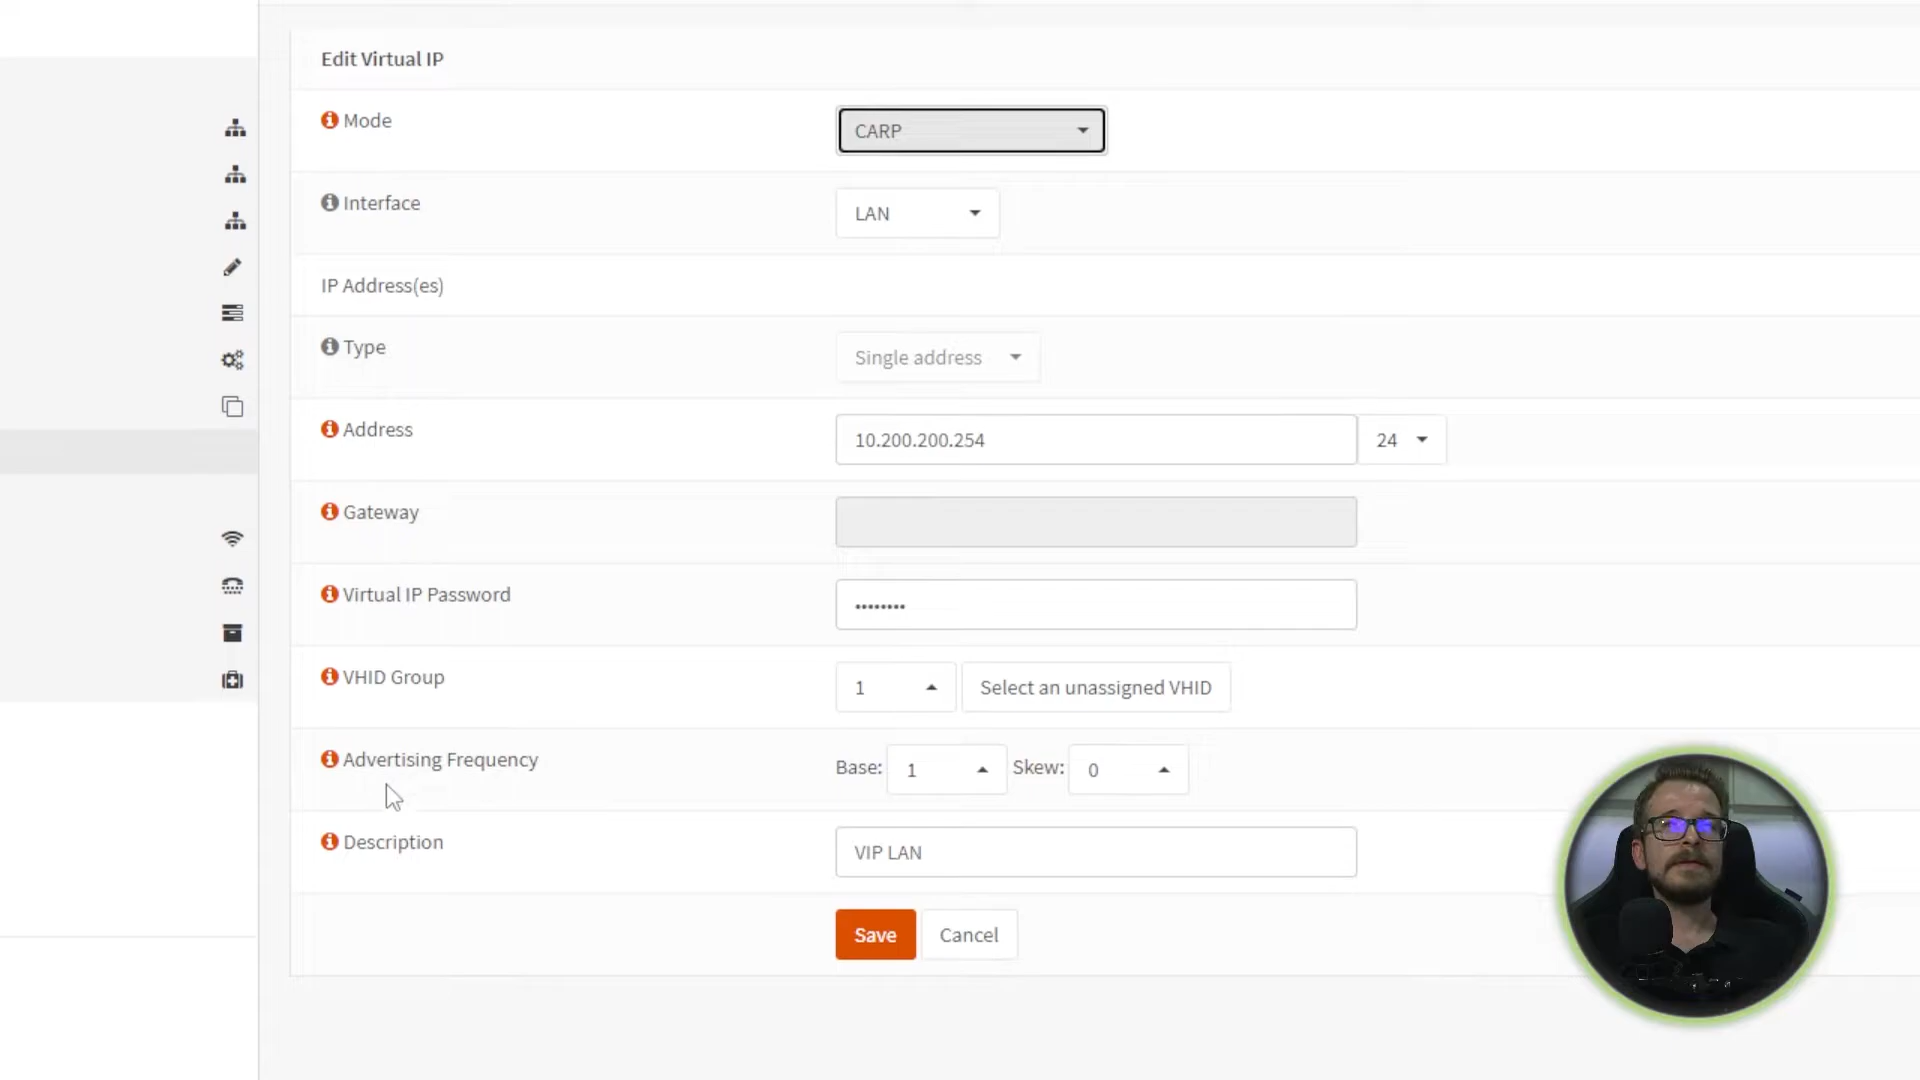 Edit Virtual IP
Mode
CARP
Interface
LAN
IP Address(es)
Type
Single address
Address
10.200.200.254
24
Gateway
Virtual IP Password
••••••••
VHID Group
1
Select an unassigned VHID
Advertising Frequency
Base: 1 Skew: 0
Description
VIP LAN
Save
Cancel